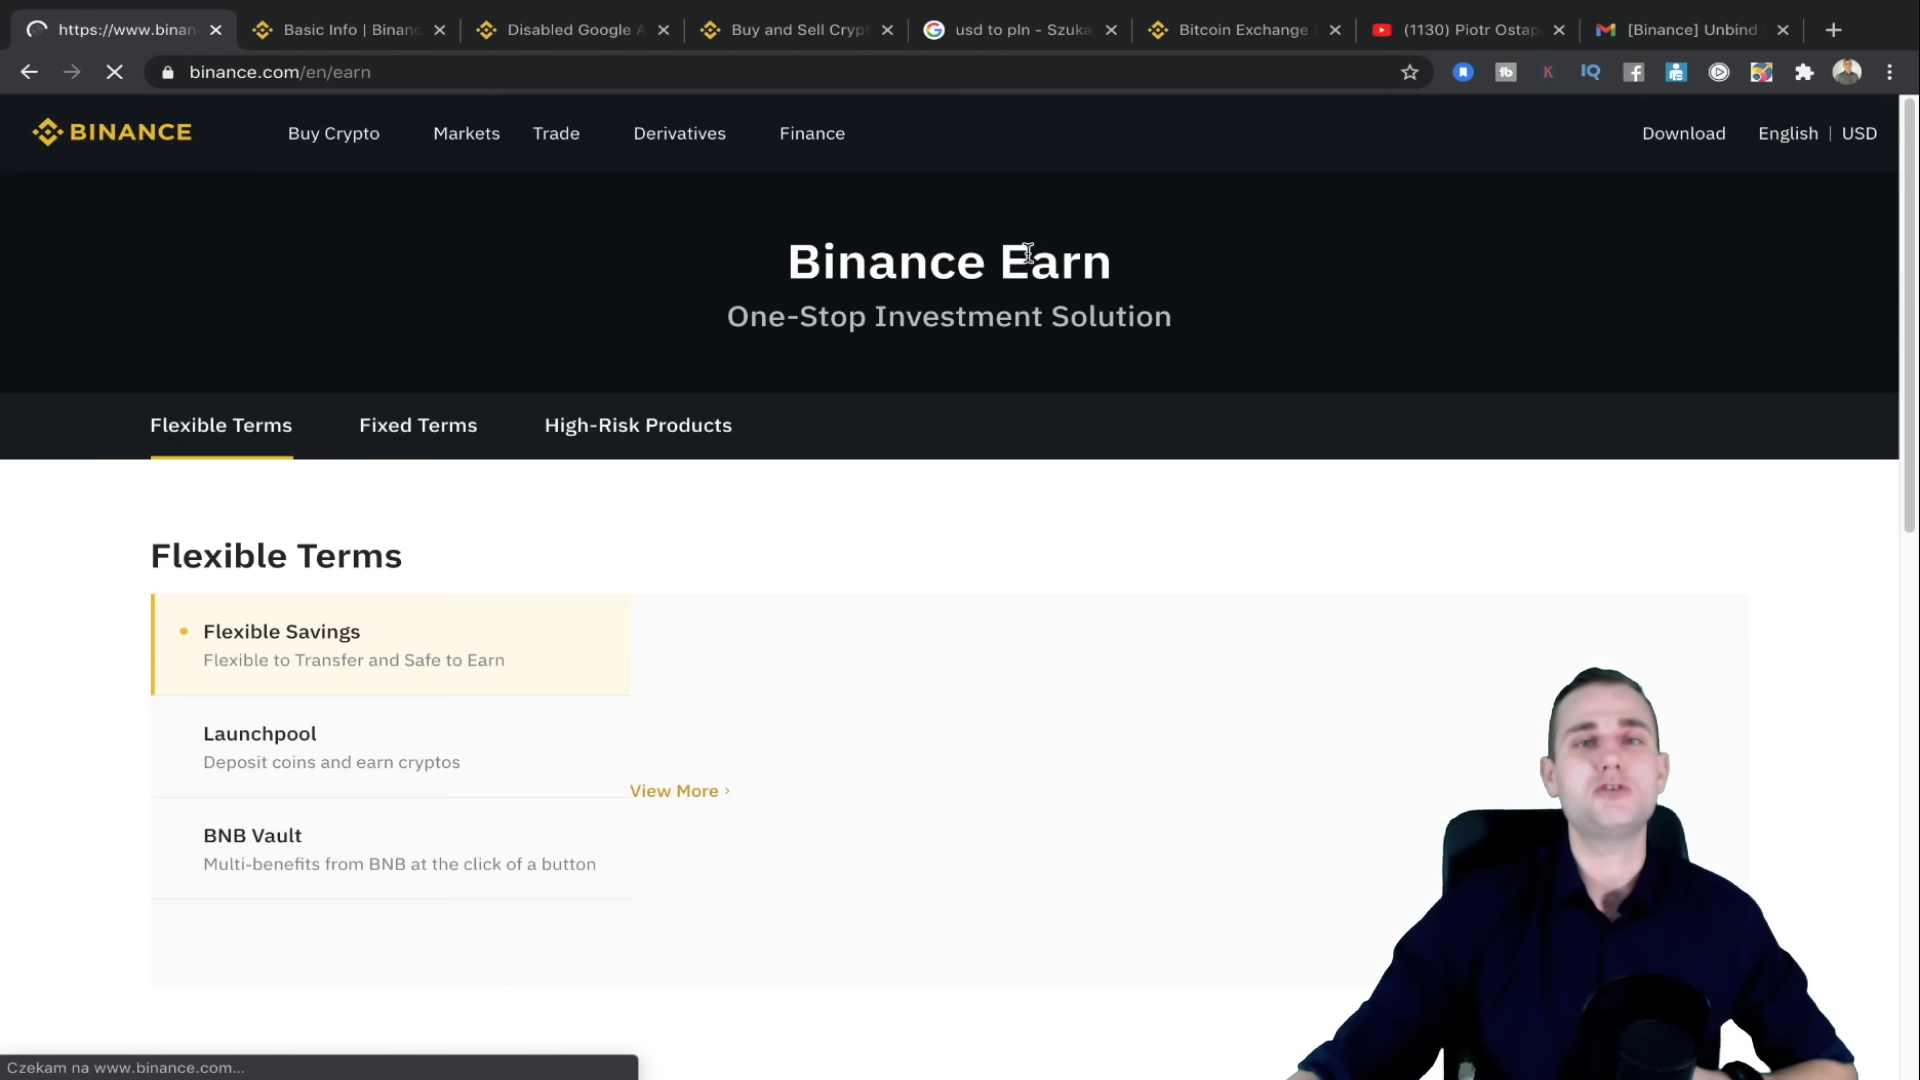 https://www.binan
Basic Info | Binanc
Disabled Google A
Buy and Sell Crypt
usd to pln - Szuka
Bitcoin Exchange
(1130) Piotr Ostap
[Binance] Unbind
binance.com/en/earn
tb
K
IQ
BINANCE
Buy Crypto
Markets
Trade
Derivatives
Finance
Download
English | USD
Binance Earn
One-Stop Investment Solution
Flexible Terms
Fixed Terms
High-Risk Products
Flexible Terms
Flexible Savings
Flexible to Transfer and Safe to Earn
Launchpool
Deposit coins and earn cryptos
View More
BNB Vault
Multi-benefits from BNB at the click of a button
Czekam na www.binance.com...